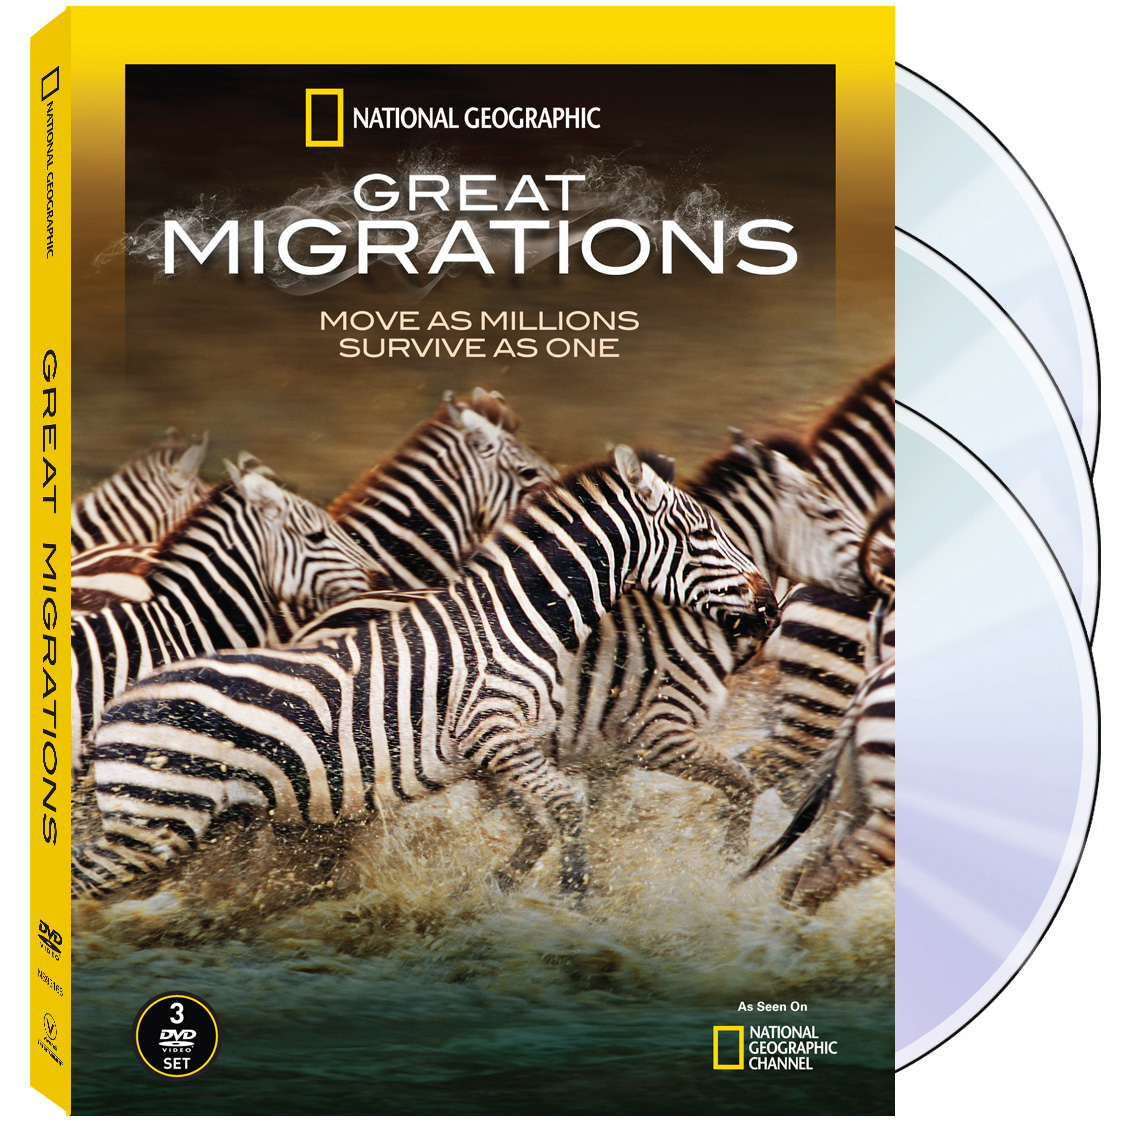 NATIONAL GEOGRAPHIC
GREAT
MIGRATIONS
MOVE AS MILLIONS
SURVIVE AS ONE
3
DVD
VIDEO
SET
As Seen On
NATIONAL
GEOGRAPHIC
CHANNEL
NATIONAL GEOGRAPHIC
GREAT MIGRATIONS
DVD
VIDEO